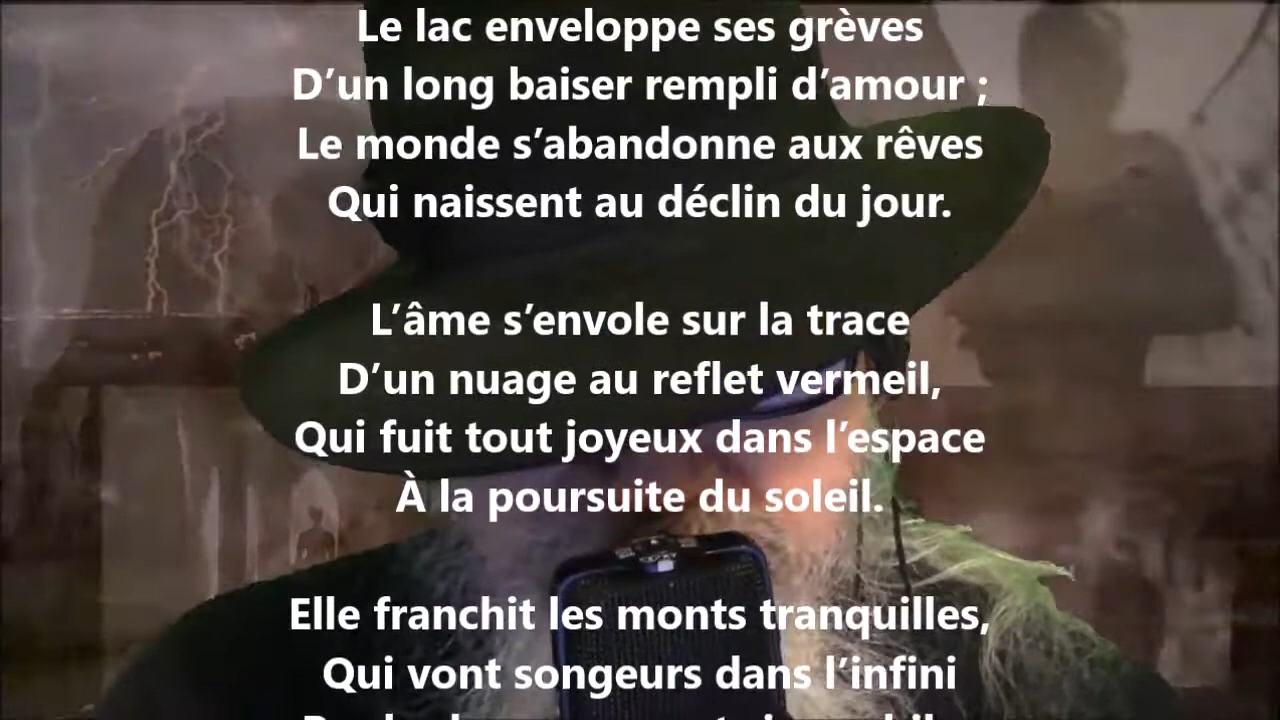 Le lac enveloppe ses grèves
D’un long baiser rempli d’amour ;
Le monde s’abandonne aux rêves
Qui naissent au déclin du jour.
L’âme s’envole sur la trace
D’un nuage au reflet vermeil,
Qui fuit tout joyeux dans l’espace
À la poursuite du soleil.
Elle franchit les monts tranquilles,
Qui vont songeurs dans l’infini